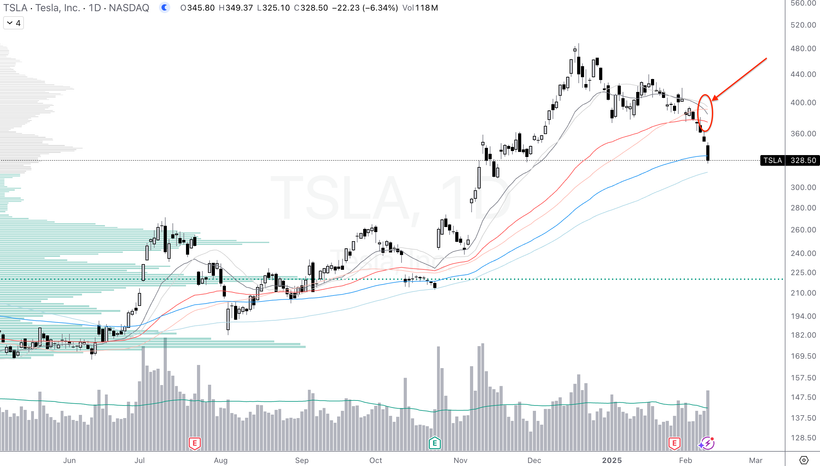 TSLA · Tesla, Inc. · 1D · NASDAQ O345.80 H349.37 L325.10 C328.50 −22.23 (−6.34%) Vol118M
4
560.00
520.00
480.00
440.00
400.00
360.00
TSLA 328.50
300.00
280.00
260.00
240.00
225.00
210.00
194.00
182.00
169.50
157.50
147.50
137.50
128.50
TSLA, 1D
E
E
E
Jun Jul Aug Sep Oct Nov Dec 2025 Feb Mar